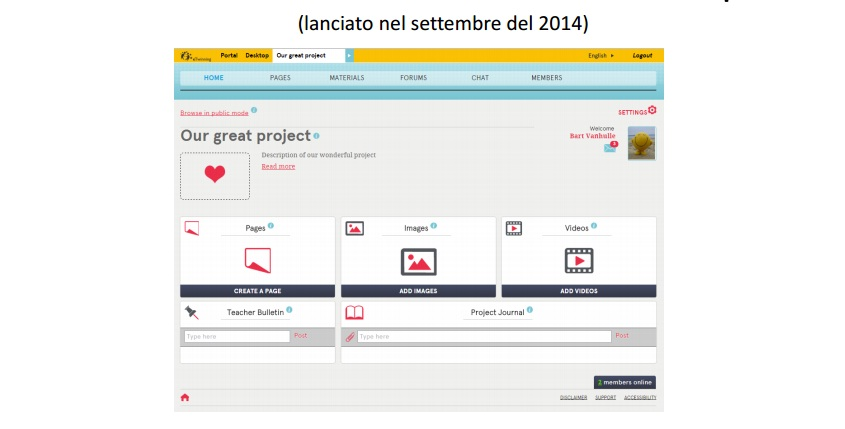 (lanciato nel settembre del 2014)
eTwinning Portal Desktop Our great project English Logout
HOME PAGES MATERIALS FORUMS CHAT MEMBERS
Browse in public mode
SETTINGS
Our great project
Welcome
Bart Vanhulle
Description of our wonderful project
Read more
Pages Images Videos
CREATE A PAGE ADD IMAGES ADD VIDEOS
Teacher Bulletin Project Journal
Type here Post Type here Post
2 members online
DISCLAIMER SUPPORT ACCESSIBILITY